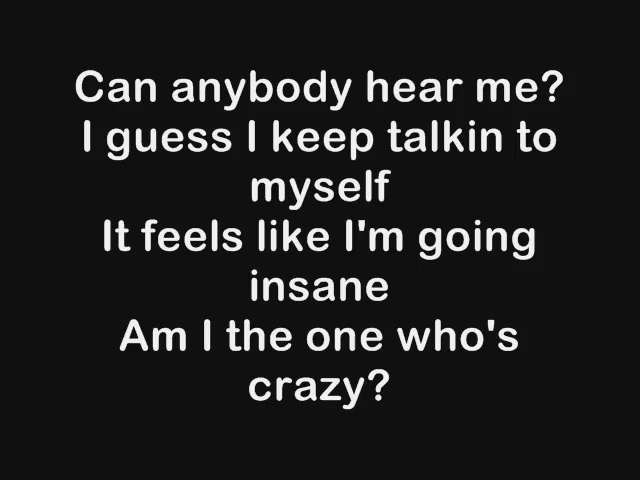 Can anybody hear me?
I guess I keep talkin to
myself
It feels like I'm going
insane
Am I the one who's
crazy?